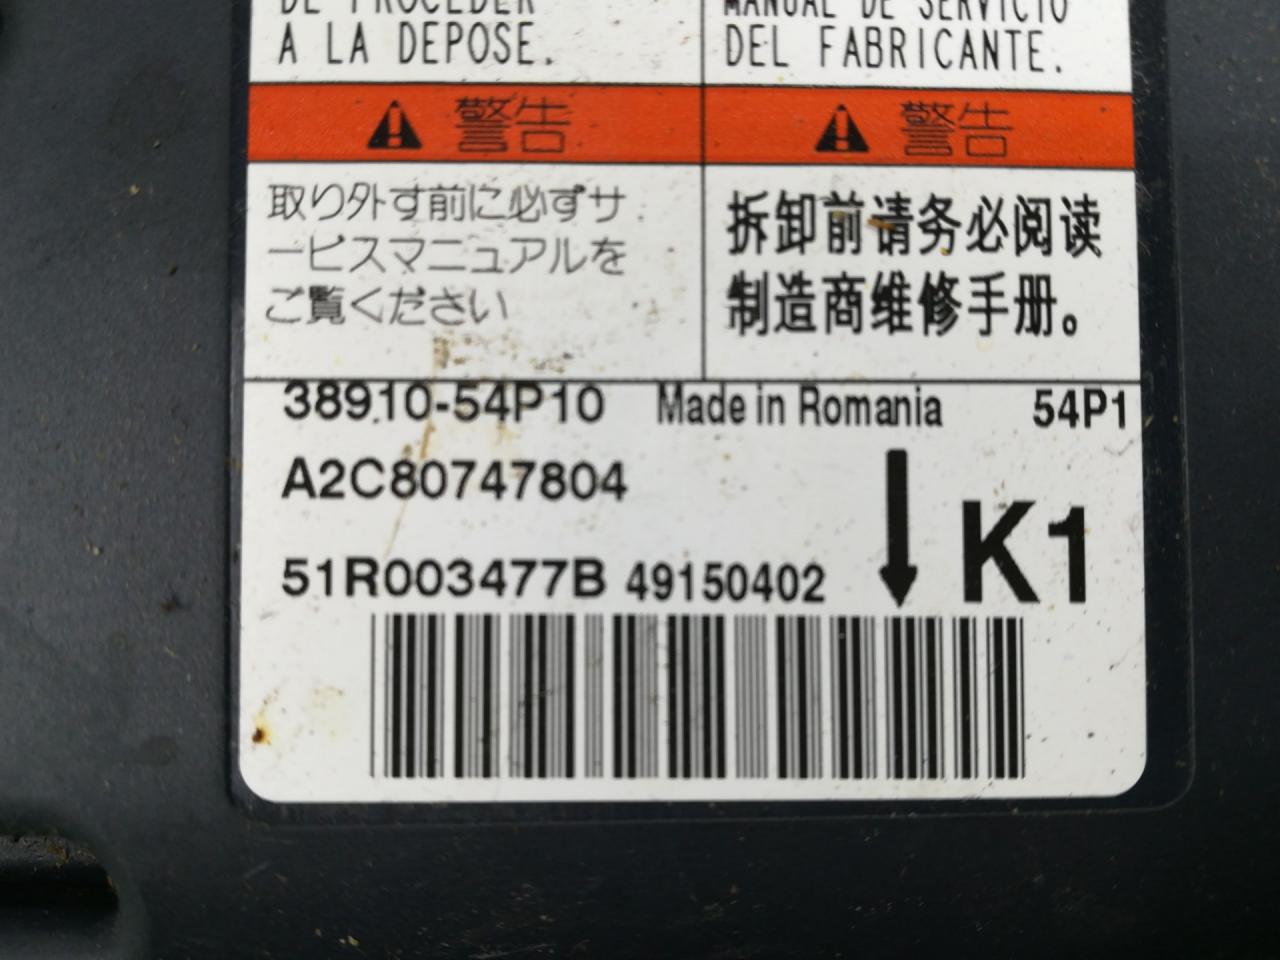 DE PROCEDER
A LA DEPOSE.
MANUAL DE SERVICIO
DEL FABRICANTE.
警告
取り外す前に必ずサ
ービスマニュアルを
ご覧ください
警告
拆卸前请务必阅读
制造商维修手册。
38910-54P10 Made in Romania 54P1
A2C80747804
K1
51R003477B 49150402